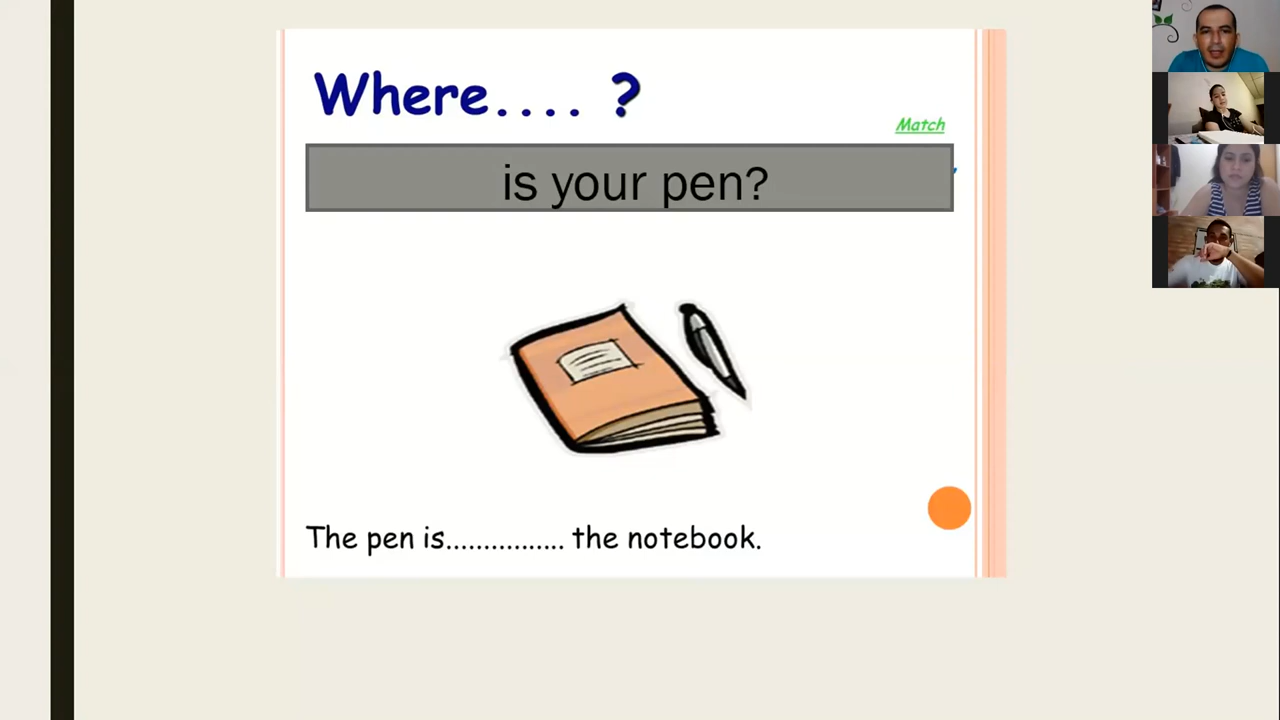 Where.... ?
Match
is your pen?
The pen is................ the notebook.